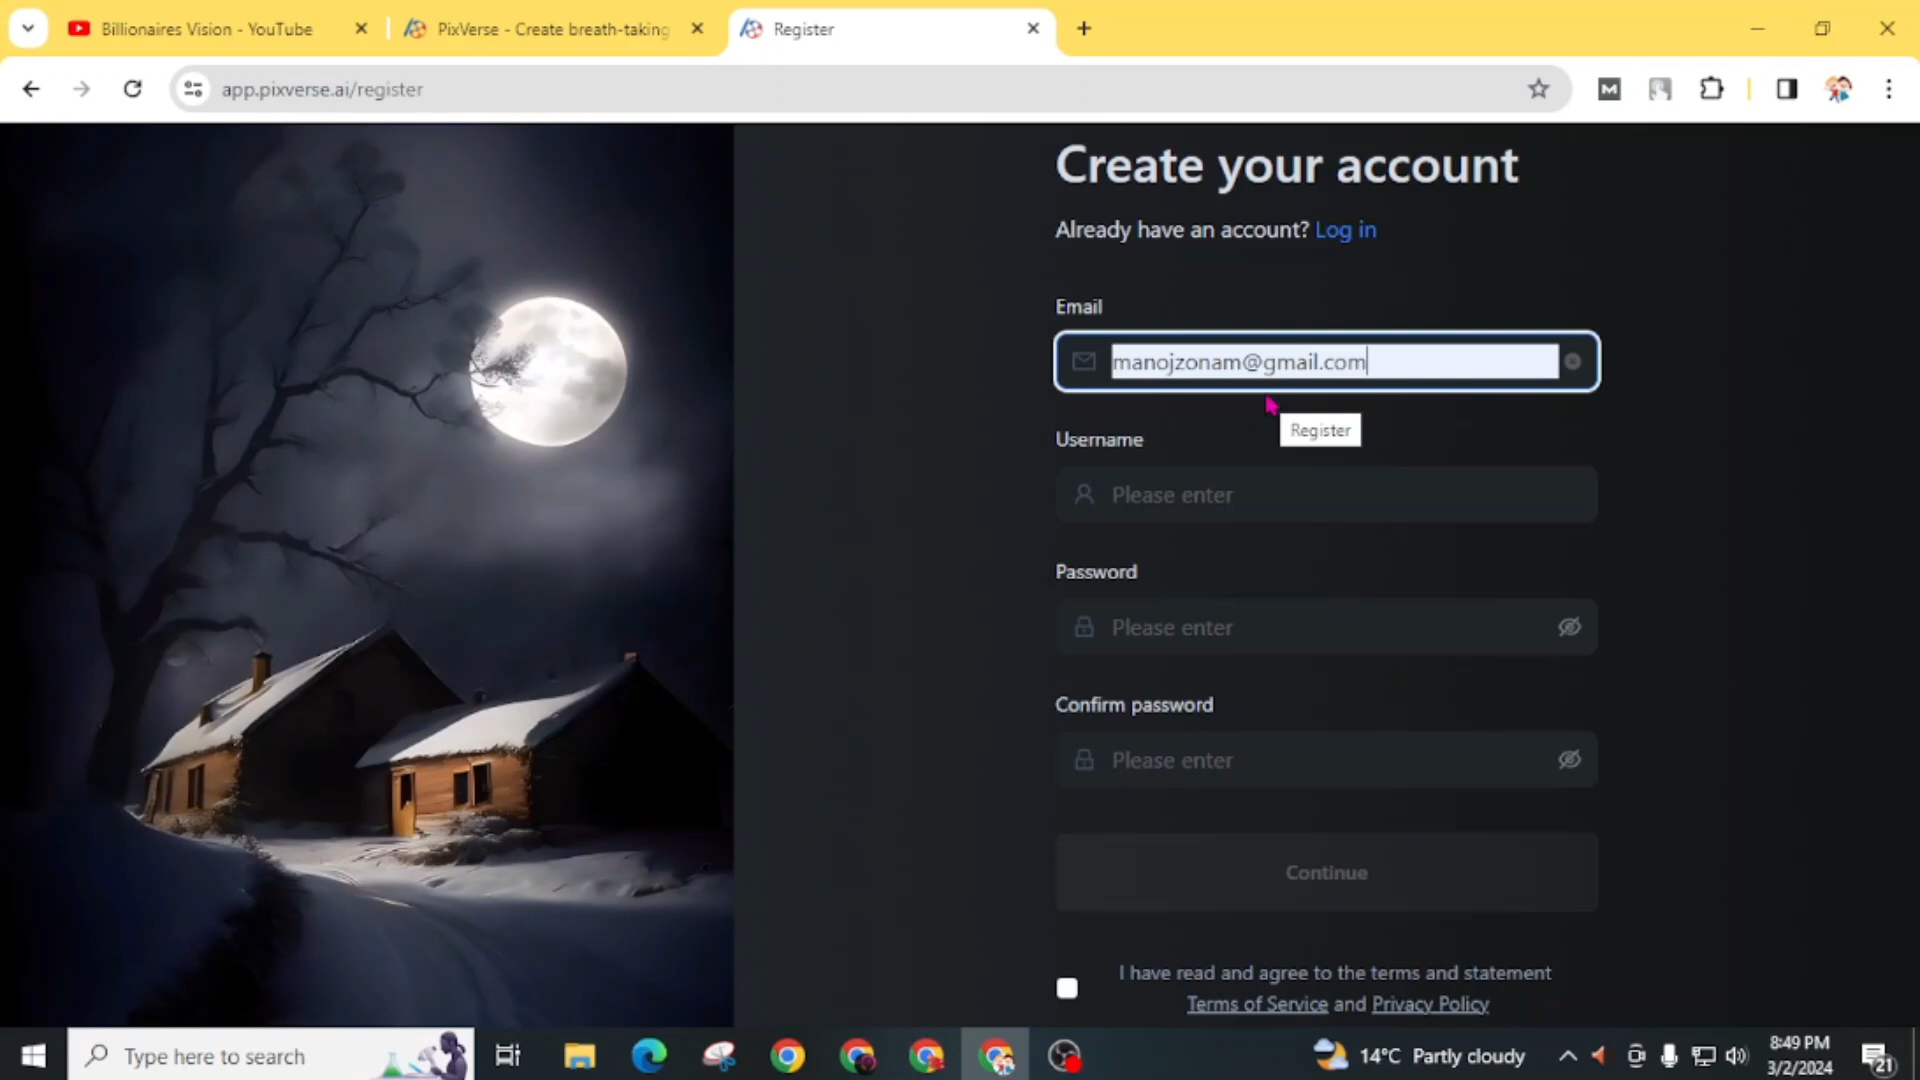 Billionaires Vision - YouTube
PixVerse - Create breath-taking
Register
app.pixverse.ai/register
M
Create your account
Already have an account? Log in
Email
manojzonam@gmail.com
Register
Username
Please enter
Password
Please enter
Confirm password
Please enter
Continue
I have read and agree to the terms and statement
Terms of Service and Privacy Policy
Type here to search
14°C Partly cloudy
8:49 PM
3/2/2024
21